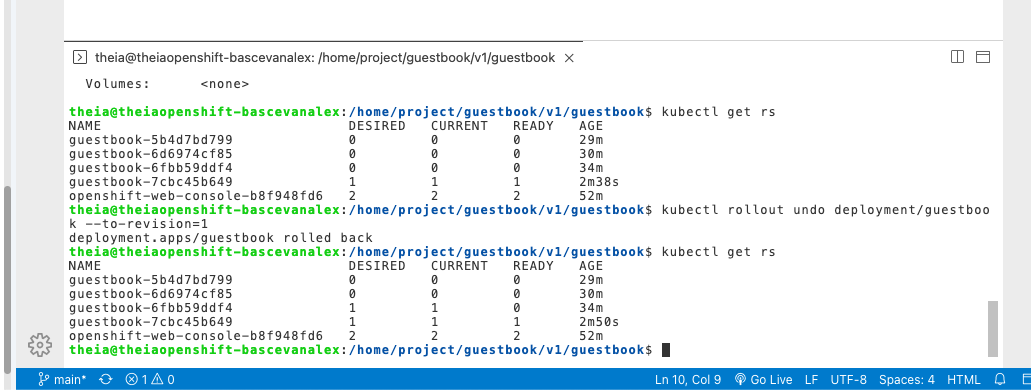 theia@theiaopenshift-bascevanalex: /home/project/guestbook/v1/guestbook ×
Volumes: <none>
theia@theiaopenshift-bascevanalex:/home/project/guestbook/v1/guestbook$ kubectl get rs
NAME DESIRED CURRENT READY AGE
guestbook-5b4d7bd799 0 0 0 29m
guestbook-6d6974cf85 0 0 0 30m
guestbook-6fbb59ddf4 0 0 0 34m
guestbook-7cbc45b649 1 1 1 2m38s
openshift-web-console-b8f948fd6 2 2 2 52m
theia@theiaopenshift-bascevanalex:/home/project/guestbook/v1/guestbook$ kubectl rollout undo deployment/guestboo
k --to-revision=1
deployment.apps/guestbook rolled back
theia@theiaopenshift-bascevanalex:/home/project/guestbook/v1/guestbook$ kubectl get rs
NAME DESIRED CURRENT READY AGE
guestbook-5b4d7bd799 0 0 0 29m
guestbook-6d6974cf85 0 0 0 30m
guestbook-6fbb59ddf4 1 1 0 34m
guestbook-7cbc45b649 1 1 1 2m50s
openshift-web-console-b8f948fd6 2 2 2 52m
theia@theiaopenshift-bascevanalex:/home/project/guestbook/v1/guestbook$
main* 1 0 Ln 10, Col 9 Go Live LF UTF-8 Spaces: 4 HTML